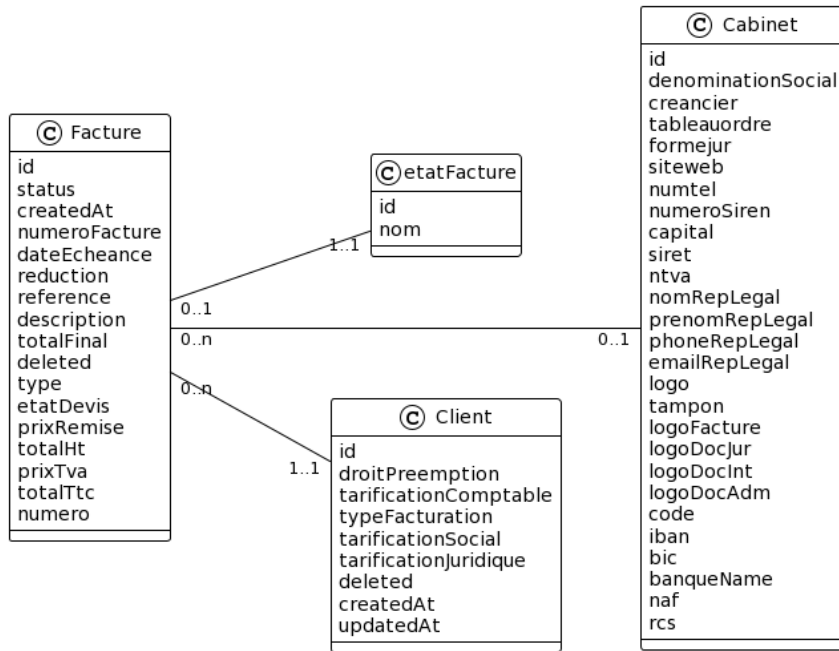 C Facture
id
status
createdAt
numeroFacture
dateEcheance
reduction
reference
description
totalFinal
deleted
type
etatDevis
prixRemise
totalHt
prixTva
totalTtc
numero
C etatFacture
id
nom
C Cabinet
id
denominationSocial
creancier
tableauordre
formejur
siteweb
numtel
numeroSiren
capital
siret
ntva
nomRepLegal
prenomRepLegal
phoneRepLegal
emailRepLegal
logo
tampon
logoFacture
logoDocJur
logoDocInt
logoDocAdm
code
iban
bic
banqueName
naf
rcs
C Client
id
droitPreemption
tarificationComptable
typeFacturation
tarificationSocial
tarificationJuridique
deleted
createdAt
updatedAt
0..1
1..1
0..n
0..1
0..n
1..1